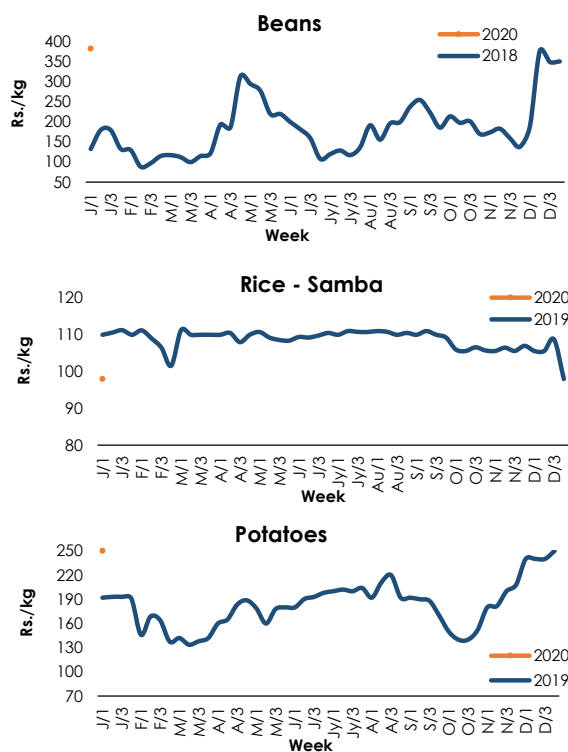 Beans
2020
2018
400
350
300
250
200
150
100
50
Rs./kg
J/1 J/3 F/1 F/3 M/1 M/3 A/1 A/3 M/1 M/3 J/1 J/3 Jy/1 Jy/3 Au/1 Au/3 S/1 S/3 O/1 O/3 N/1 N/3 D/1 D/3
Week
Rice - Samba
2020
2019
120
110
100
90
80
Rs./kg
J/1 J/3 F/1 F/3 M/1 M/3 A/1 A/3 M/1 M/3 J/1 J/3 Jy/1 Jy/3 Au/1 Au/3 S/1 S/3 O/1 O/3 N/1 N/3 D/1 D/3
Week
Potatoes
250
220
190
160
130
100
70
Rs./kg
2020
2019
J/1 J/3 F/1 F/3 M/1 M/3 A/1 A/3 M/1 M/3 J/1 J/3 Jy/1 Jy/3 A/1 A/3 S/1 S/3 O/1 O/3 N/1 N/3 D/1 D/3
Week